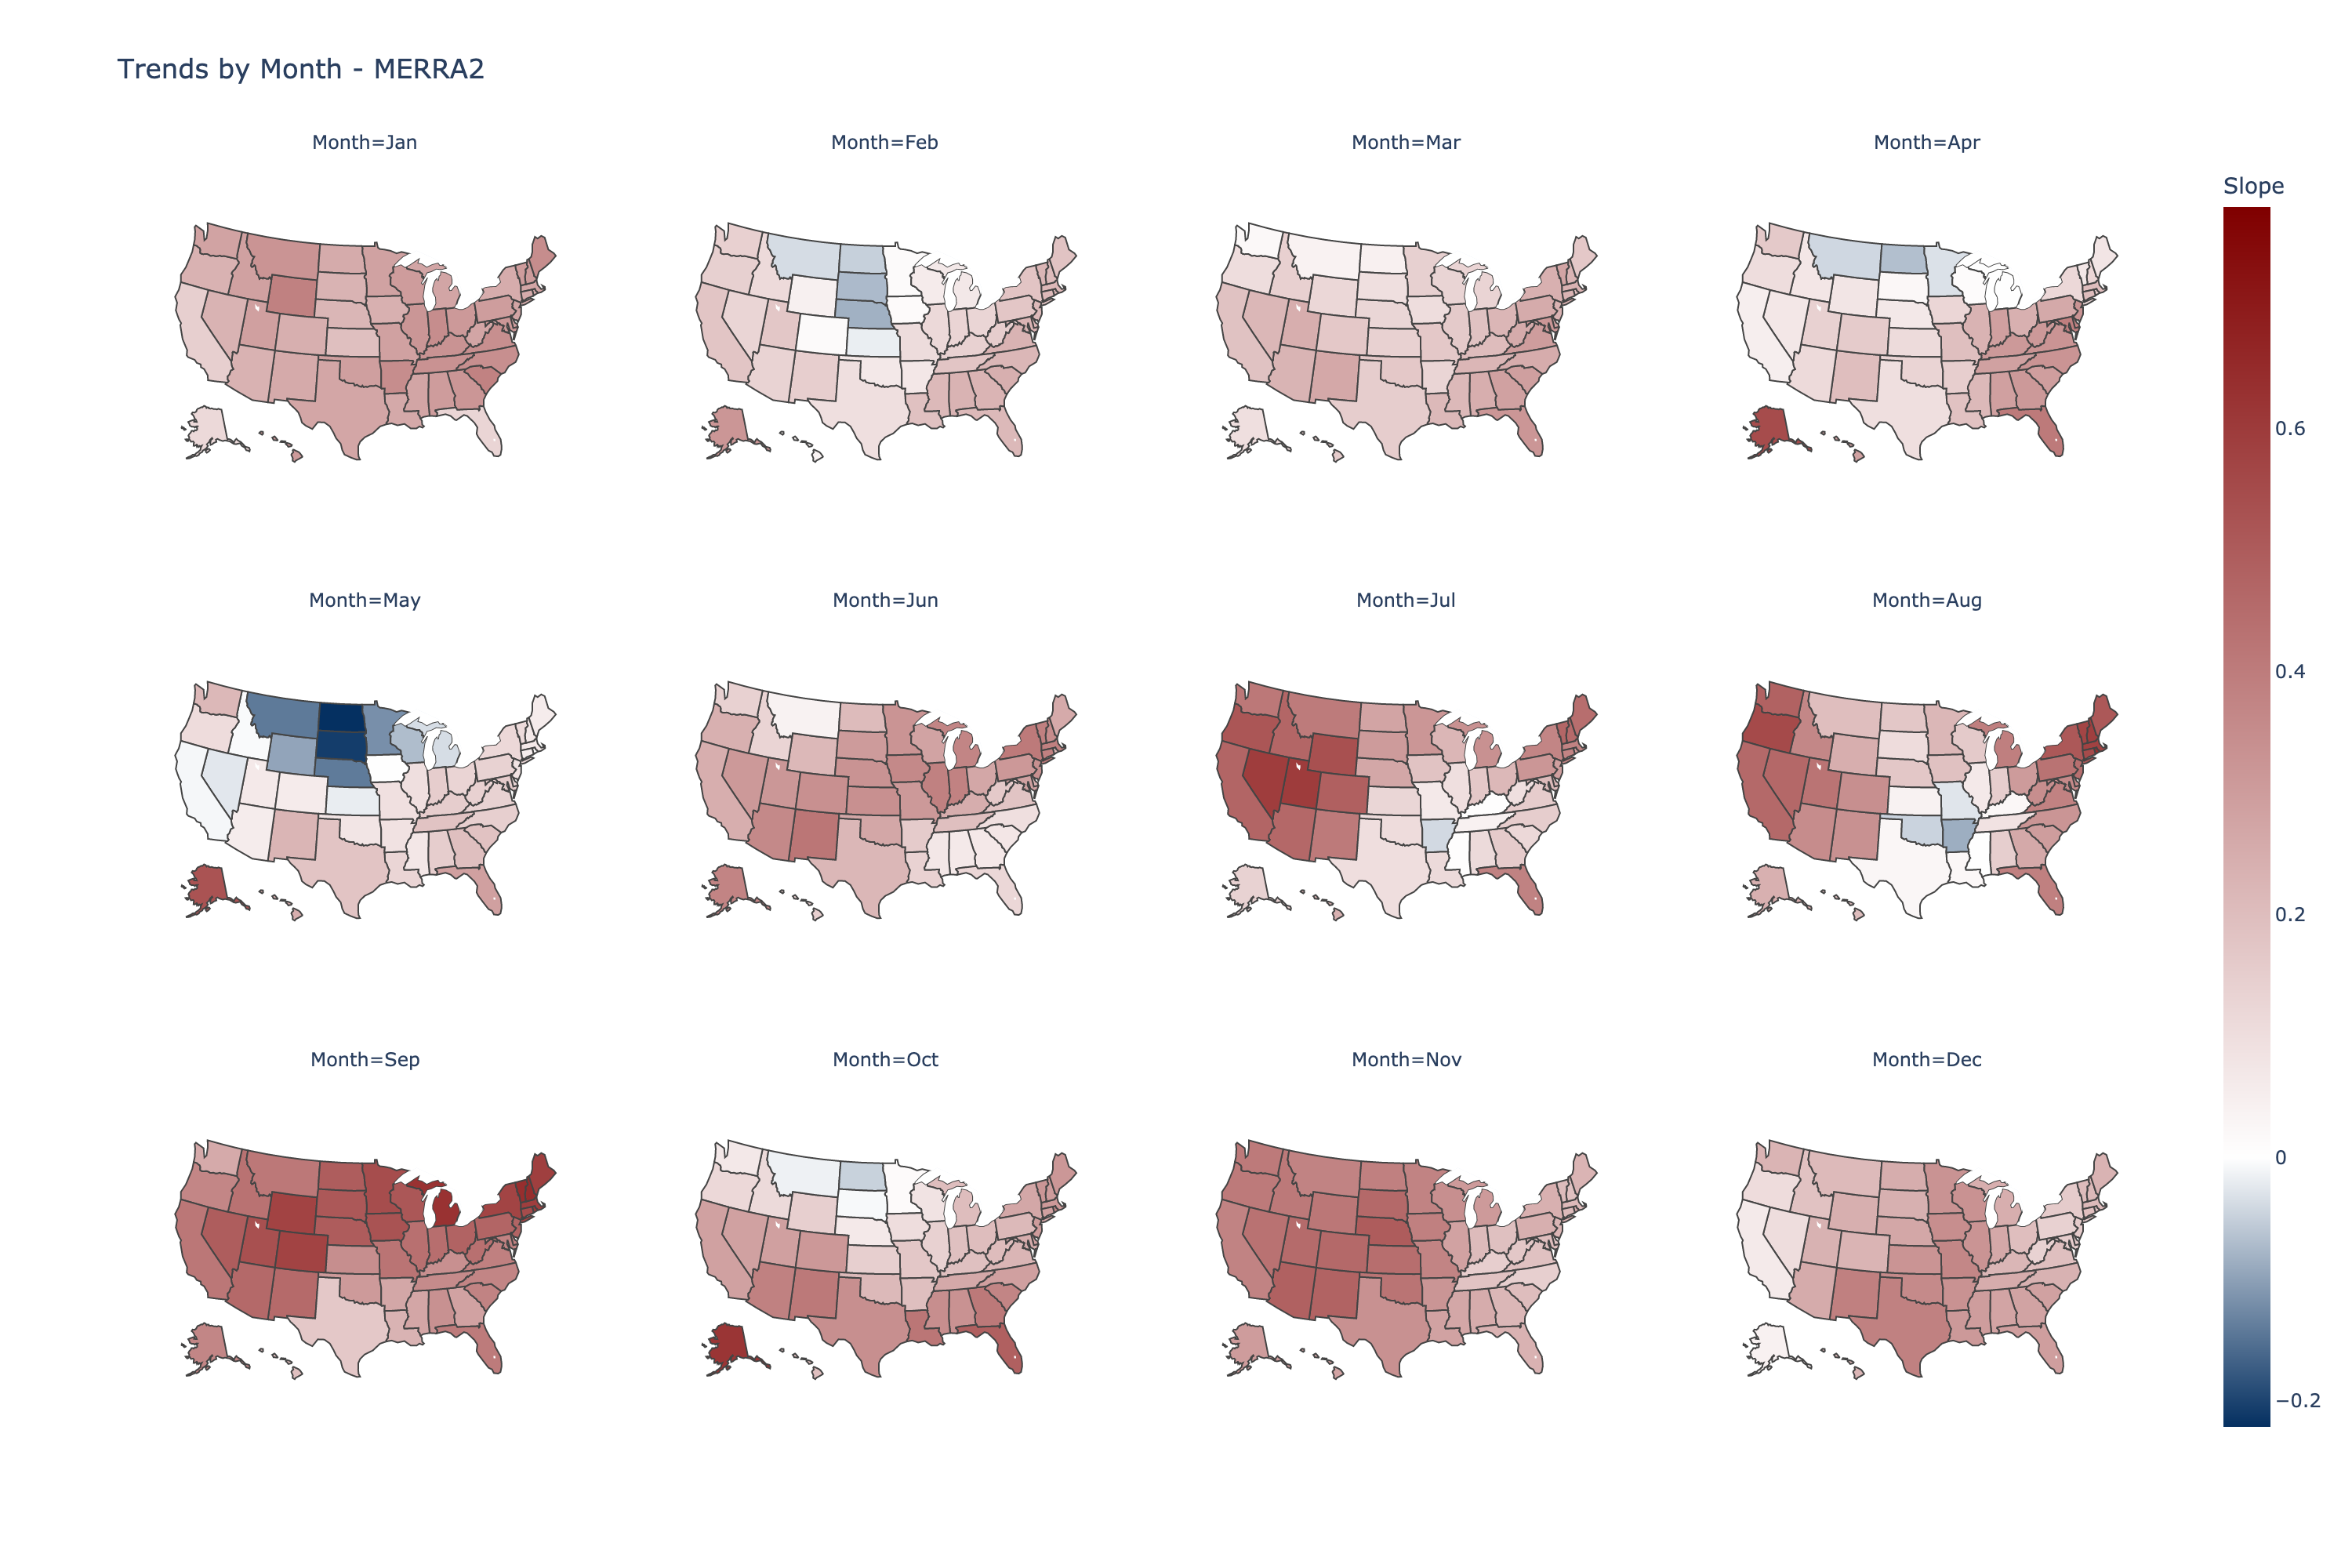 Trends by Month - MERRA2
Month=Jan
Month=Feb
Month=Mar
Month=Apr
Slope
0.6
Month=May
Month=Jun
Month=Jul
Month=Aug
0.4
0.2
Month=Sep
Month=Oct
Month=Nov
Month=Dec
0
−0.2